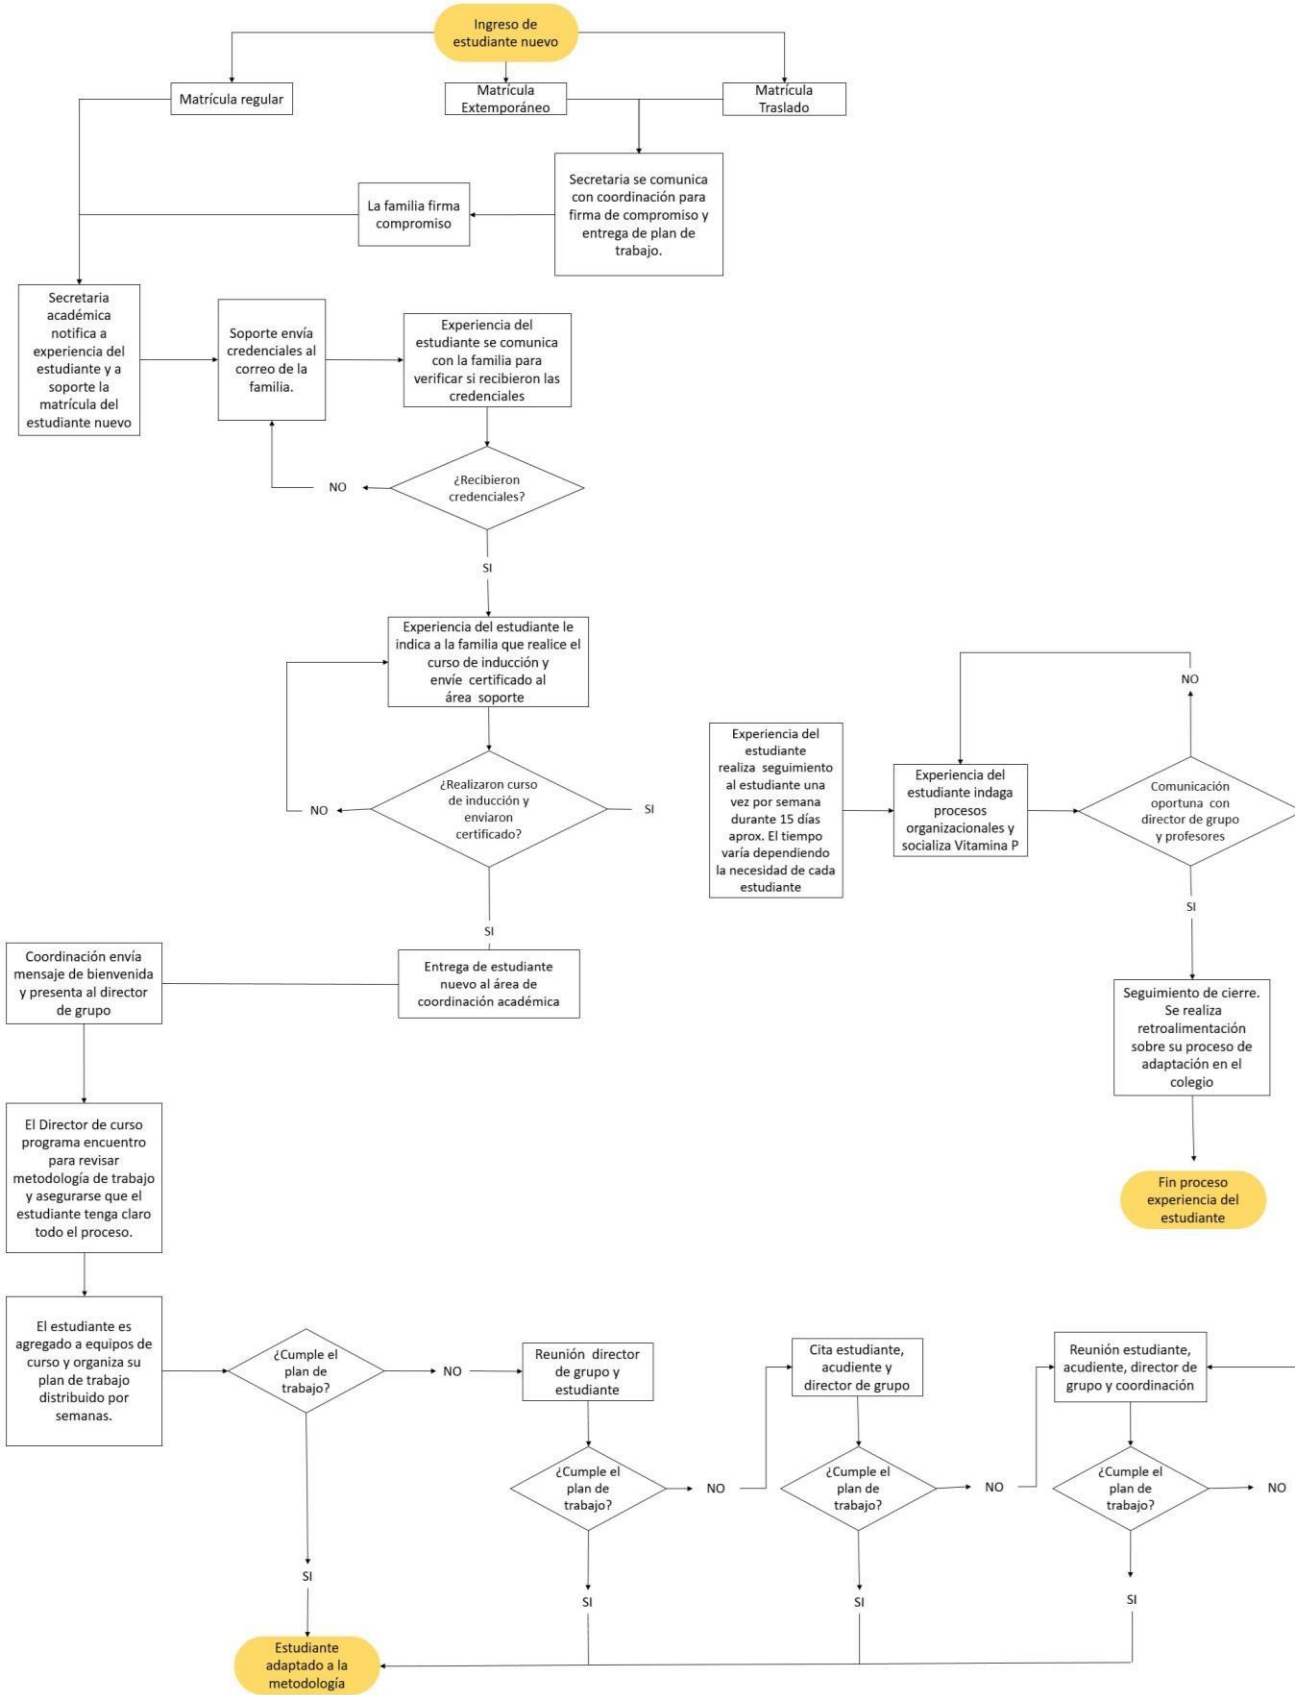 Ingreso de
estudiante nuevo
Matrícula regular
Matrícula
Extemporáneo
Matrícula
Traslado
Secretaria se comunica
con coordinación para
firma de compromiso y
entrega de plan de
trabajo.
La familia firma
compromiso
Secretaria
académica
notifica a
experiencia del
estudiante y a
soporte la
matrícula del
estudiante nuevo
Soporte envía
credenciales al
correo de la
familia.
Experiencia del
estudiante se comunica
con la familia para
verificar si recibieron las
credenciales
¿Recibieron
credenciales?
NO
SI
Experiencia del estudiante le
indica a la familia que realice el
curso de inducción y
envíe certificado al
área soporte
¿Realizaron curso
de inducción y
enviaron
certificado?
NO
SI
SI
Experiencia del
estudiante
realiza seguimiento
al estudiante una
vez por semana
durante 15 días
aprox. El tiempo
varía dependiendo
la necesidad de cada
estudiante
Experiencia del
estudiante indaga
procesos
organizacionales y
socializa Vitamina P
NO
Comunicación
oportuna con
director de grupo
y profesores
SI
Seguimiento de cierre.
Se realiza
retroalimentación
sobre su proceso de
adaptación en el
colegio
Fin proceso
experiencia del
estudiante
Entrega de estudiante
nuevo al área de
coordinación académica
Coordinación envía
mensaje de bienvenida
y presenta al director
de grupo
El Director de curso
programa encuentro
para revisar
metodología de trabajo
y asegurarse que el
estudiante tenga claro
todo el proceso.
El estudiante es
agregado a equipos de
curso y organiza su
plan de trabajo
distribuido por
semanas.
¿Cumple el
plan de
trabajo?
NO
Reunión director
de grupo y
estudiante
Cita estudiante,
acudiente y
director de grupo
Reunión estudiante,
acudiente, director de
grupo y coordinación
¿Cumple el
plan de
trabajo?
NO
¿Cumple el
plan de
trabajo?
NO
¿Cumple el
plan de
trabajo?
NO
SI
SI
SI
SI
Estudiante
adaptado a la
metodología